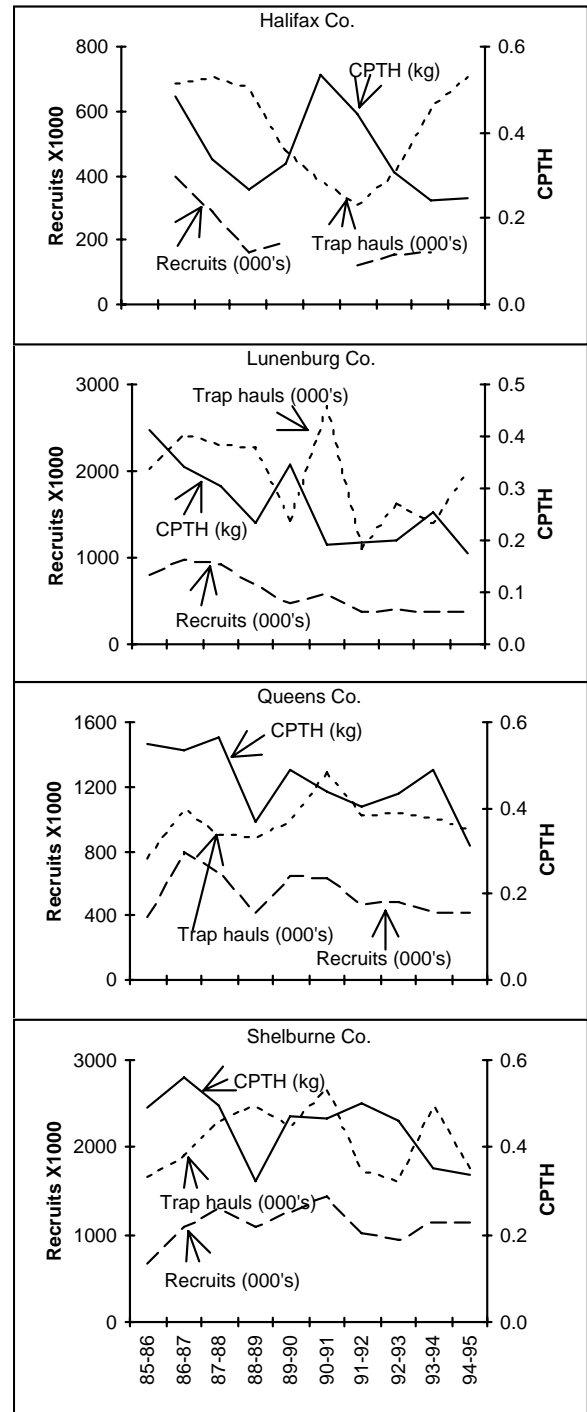 Halifax Co.
800
600
400
200
0
Recruits X1000
0.6
0.4
0.2
0.0
CPTH
CPTH (kg)
Trap hauls (000's)
Recruits (000's)
Lunenburg Co.
3000
2000
1000
0
Recruits X1000
0.5
0.4
0.3
0.2
0.1
0.0
CPTH
Trap hauls (000's)
CPTH (kg)
Recruits (000's)
Queens Co.
1600
1200
800
400
0
Recruits X1000
0.6
0.4
0.2
0.0
CPTH
CPTH (kg)
Trap hauls (000's)
Recruits (000's)
Shelburne Co.
3000
2000
1000
0
Recruits X1000
0.6
0.4
0.2
0.0
CPTH
CPTH (kg)
Trap hauls (000's)
Recruits (000's)
85-86
86-87
87-88
88-89
89-90
90-91
91-92
92-93
93-94
94-95